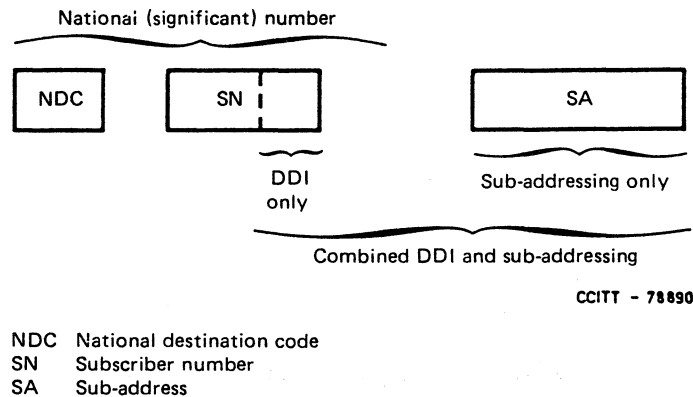 National (significant) number
NDC
SN
SA
DDI
only
Sub-addressing only
Combined DDI and sub-addressing
CCITT - 78890
NDC National destination code
SN Subscriber number
SA Sub-address